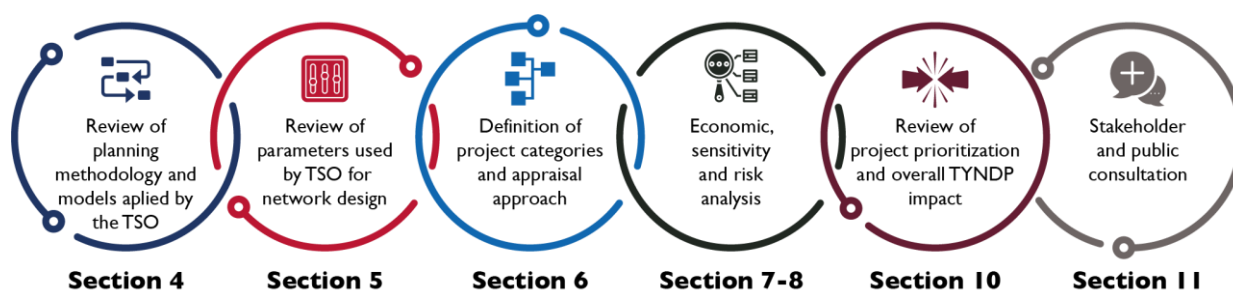 Review of
planning
methodology and
models aplied by
the TSO
Review of
parameters used
by TSO for
network design
Definition of
project categories
and appraisal
approach
Economic,
sensitivity
and risk
analysis
Review of
project prioritization
and overall TYNDP
impact
Stakeholder
and public
consultation
Section 4
Section 5
Section 6
Section 7-8
Section 10
Section 11